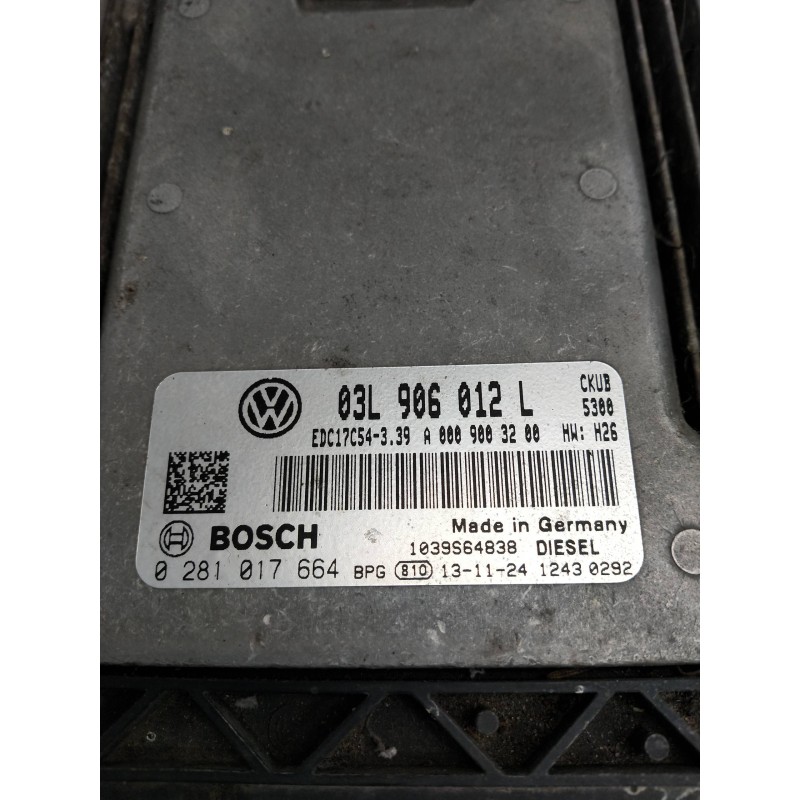 03L 906 012 L
CKUB
5300
EDC17C54-3.39 A 000 900 32 00 HW: H26
BOSCH
Made in Germany
1039S64838 DIESEL
0 281 017 664 BPG 810 13-11-24 1243 0292